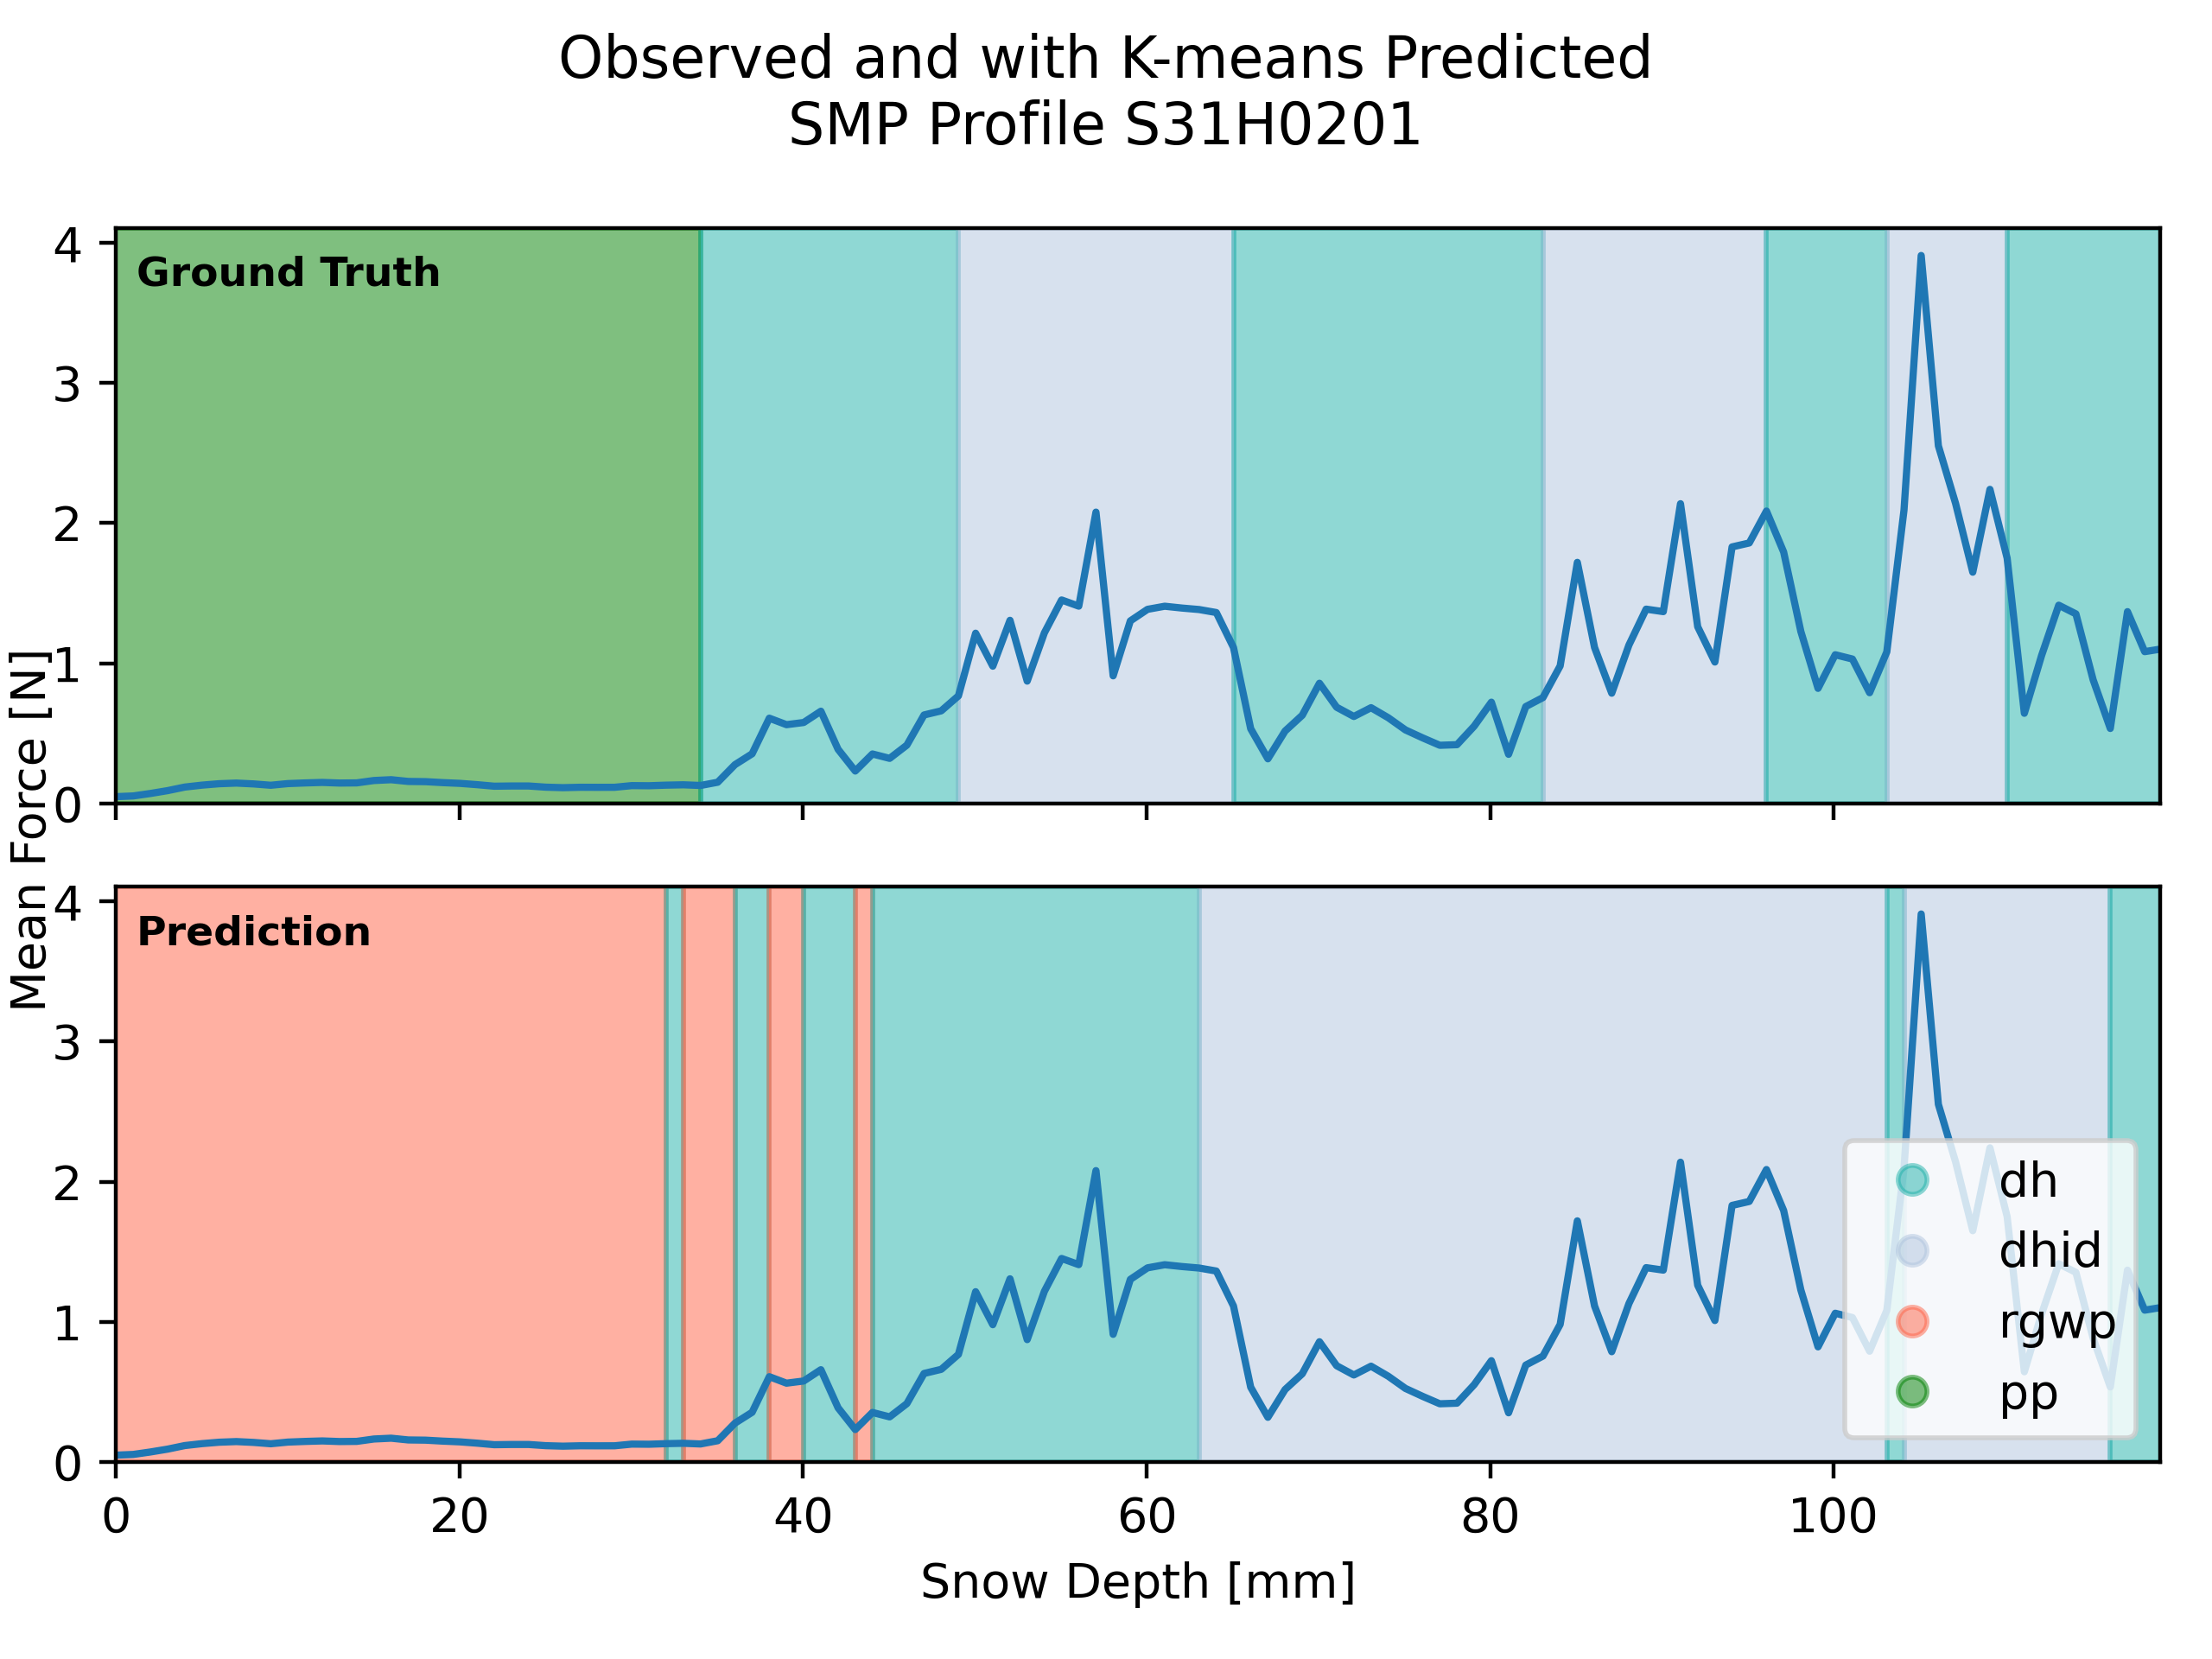 Observed and with K-means Predicted
SMP Profile S31H0201
Mean Force [N]
4
3
2
1
0
Ground Truth
4
3
2
1
0
Prediction
dh
dhid
rgwp
pp
0 20 40 60 80 100
Snow Depth [mm]